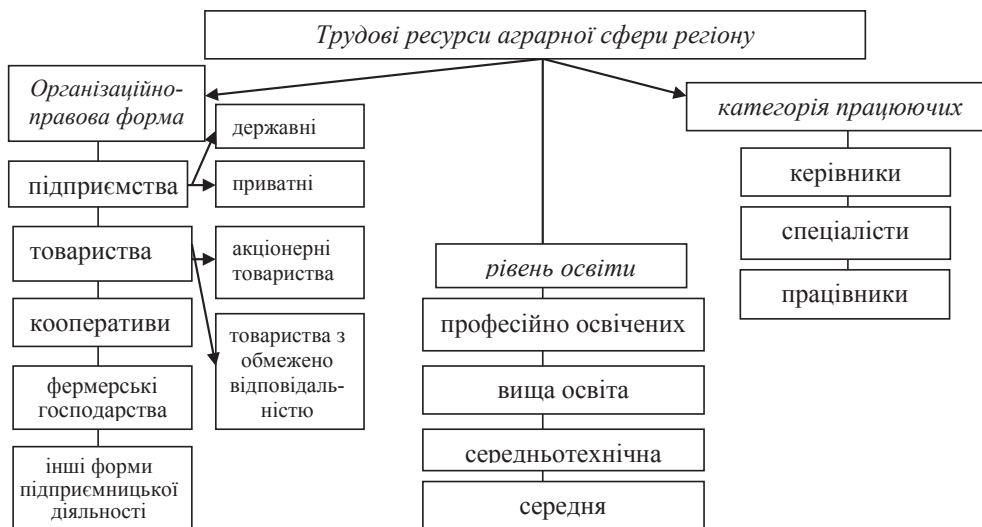 Трудові ресурси аграрної сфери регіону
Організаційно-
правова форма
підприємства
державні
приватні
товариства
акціонерні
товариства
товариства з
обмежено
відповідаль-
ністю
кооперативи
фермерські
господарства
інші форми
підприємницької
діяльності
рівень освіти
професійно освічених
вища освіта
середньотехнічна
середня
категорія працюючих
керівники
спеціалісти
працівники